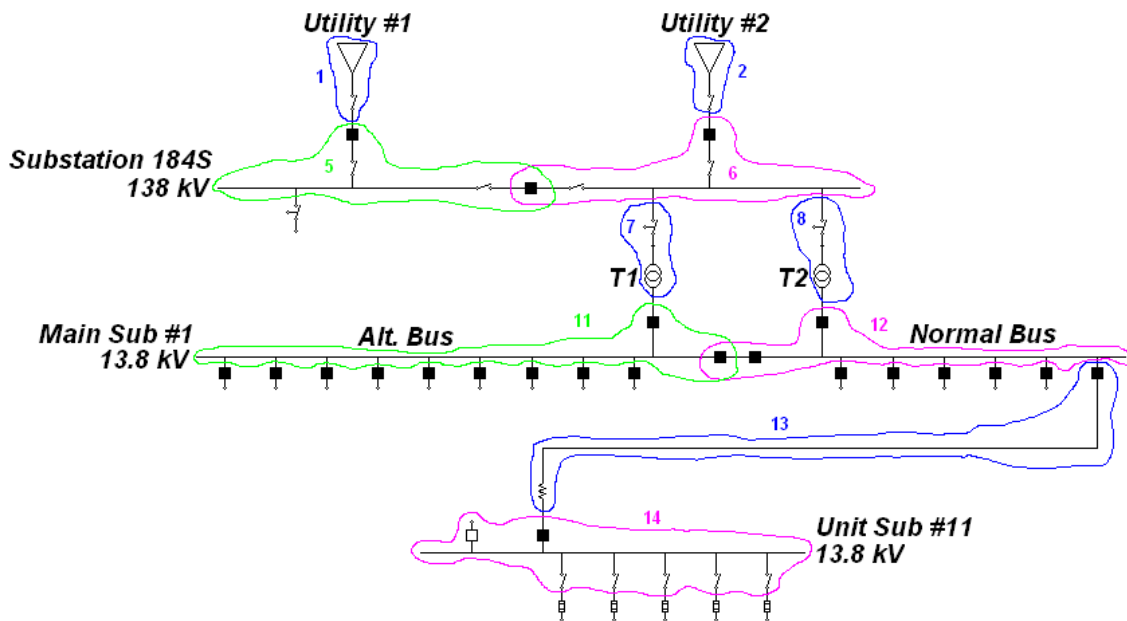 Utility #1
Utility #2
1
2
Substation 184S
138 kV
5
6
7
8
T1
T2
Main Sub #1
13.8 kV
Alt. Bus
11
12
Normal Bus
13
14
Unit Sub #11
13.8 kV